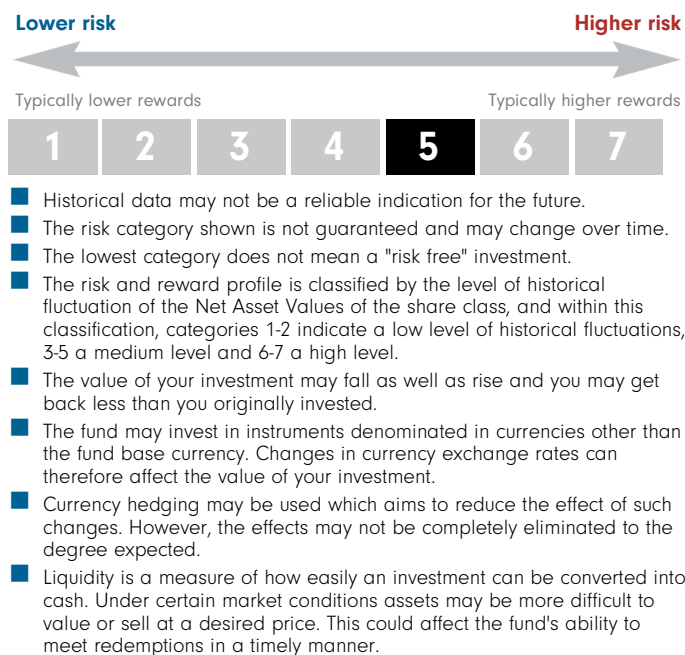 Lower risk Higher risk
Typically lower rewards Typically higher rewards
1 2 3 4 5 6 7
Historical data may not be a reliable indication for the future.
The risk category shown is not guaranteed and may change over time.
The lowest category does not mean a "risk free" investment.
The risk and reward profile is classified by the level of historical
fluctuation of the Net Asset Values of the share class, and within this
classification, categories 1-2 indicate a low level of historical fluctuations,
3-5 a medium level and 6-7 a high level.
The value of your investment may fall as well as rise and you may get
back less than you originally invested.
The fund may invest in instruments denominated in currencies other than
the fund base currency. Changes in currency exchange rates can
therefore affect the value of your investment.
Currency hedging may be used which aims to reduce the effect of such
changes. However, the effects may not be completely eliminated to the
degree expected.
Liquidity is a measure of how easily an investment can be converted into
cash. Under certain market conditions assets may be more difficult to
value or sell at a desired price. This could affect the fund's ability to
meet redemptions in a timely manner.